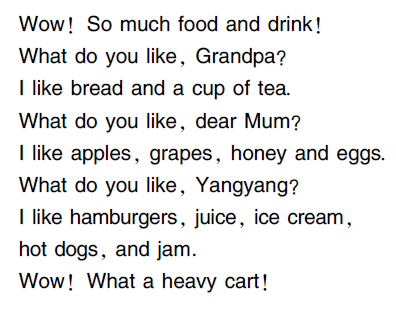 Wow! So much food and drink!
What do you like, Grandpa?
I like bread and a cup of tea.
What do you like, dear Mum?
I like apples, grapes, honey and eggs.
What do you like, Yangyang?
I like hamburgers, juice, ice cream,
hot dogs, and jam.
Wow! What a heavy cart!